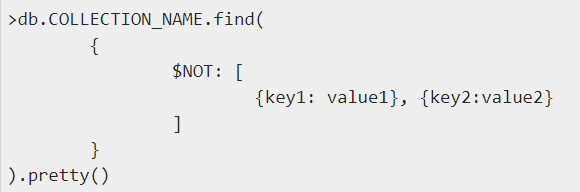 >db.COLLECTION_NAME.find(
{
$NOT: [
{key1: value1}, {key2:value2}
]
}
).pretty()